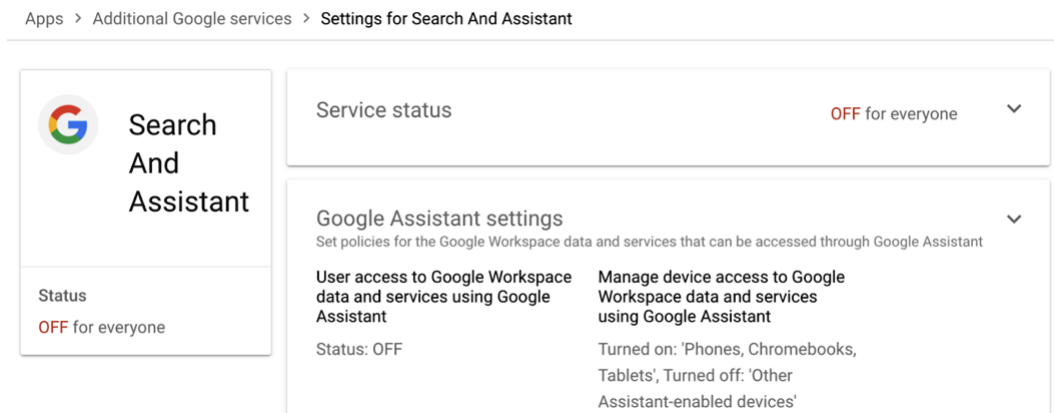 Apps > Additional Google services > Settings for Search And Assistant
Search
And
Assistant
Status
OFF for everyone
Service status
OFF for everyone
Google Assistant settings
Set policies for the Google Workspace data and services that can be accessed through Google Assistant
User access to Google Workspace
data and services using Google
Assistant
Status: OFF
Manage device access to Google
Workspace data and services
using Google Assistant
Turned on: 'Phones, Chromebooks,
Tablets', Turned off: 'Other
Assistant-enabled devices'